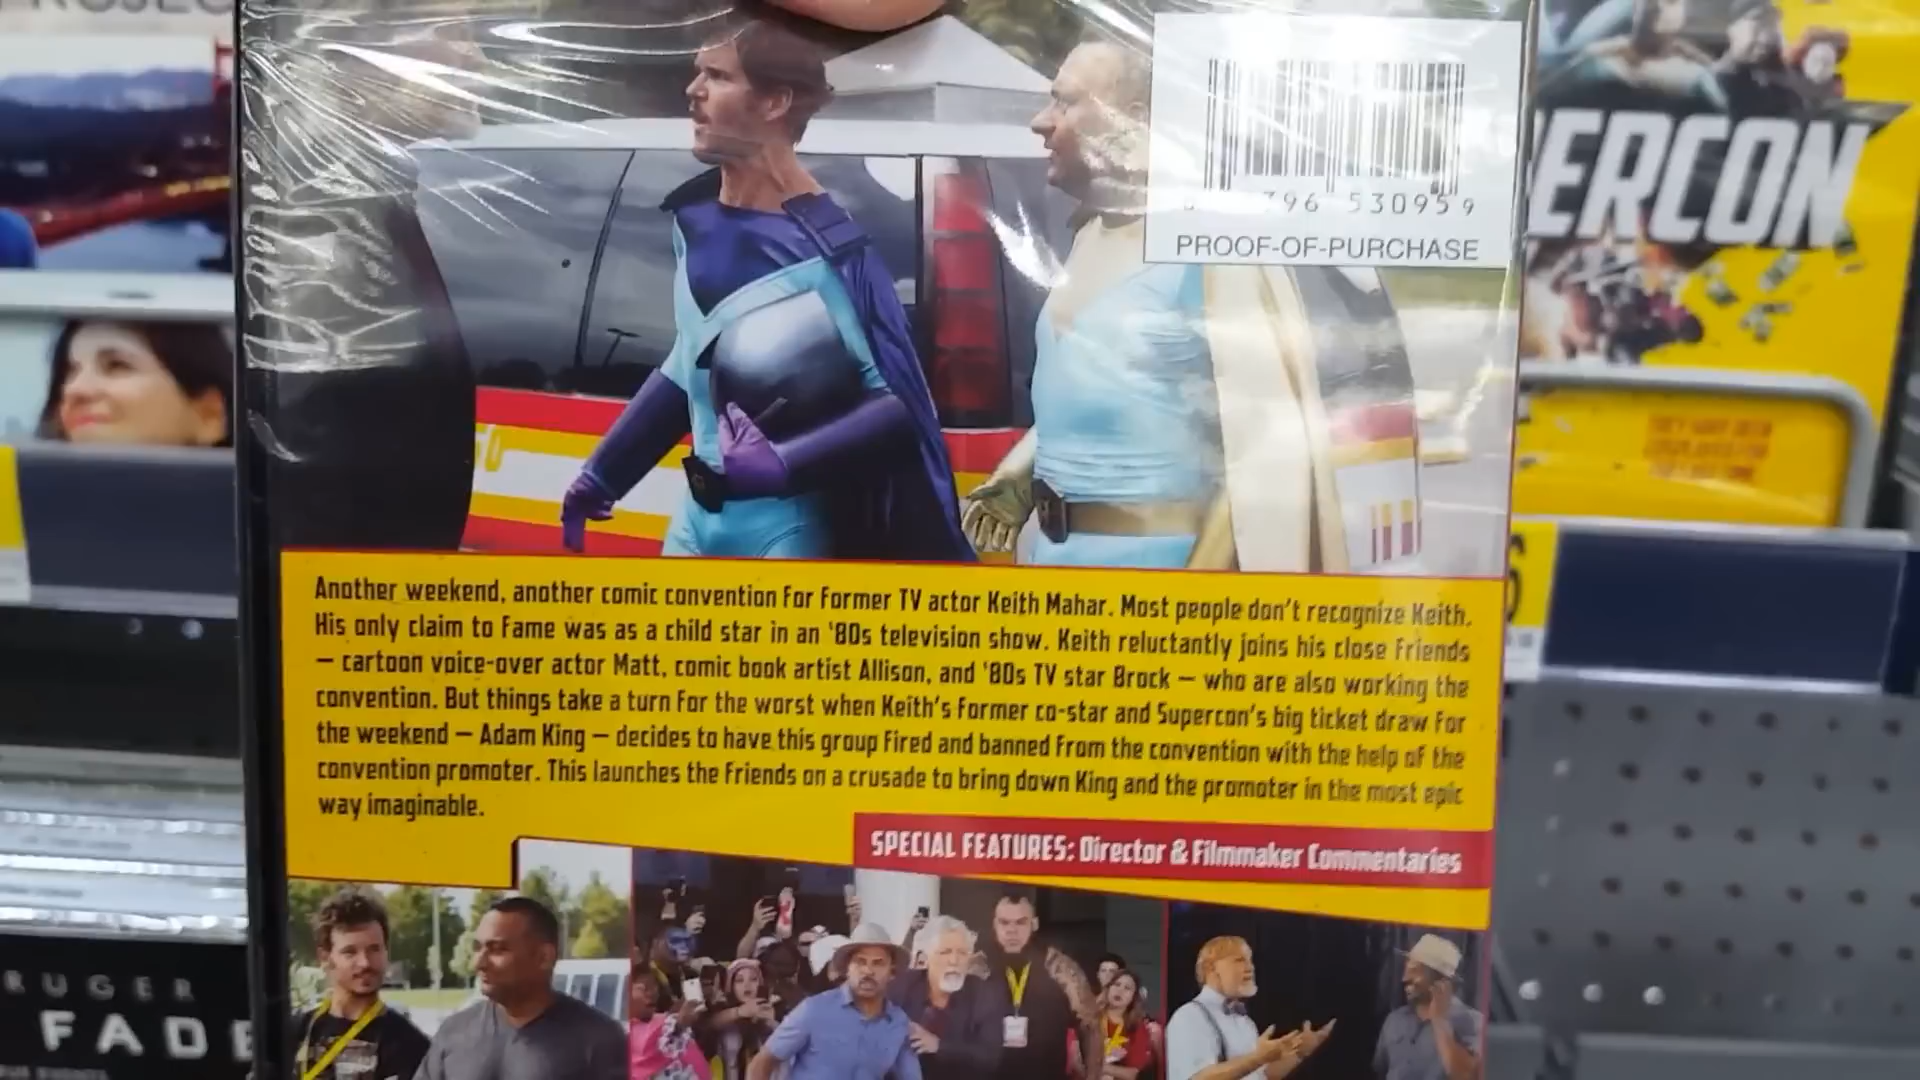 PROJEC
396 530959
PROOF-OF-PURCHASE
ERCON
Another weekend, another comic convention for former TV actor Keith Mahar. Most people don't recognize Keith.
His only claim to fame was as a child star in an '80s television show. Keith reluctantly joins his close friends
— cartoon voice-over actor Matt, comic book artist Allison, and '80s TV star Brock — who are also working the
convention. But things take a turn for the worst when Keith's former co-star and Supercon's big ticket draw for
the weekend — Adam King — decides to have this group fired and banned from the convention with the help of the
convention promoter. This launches the friends on a crusade to bring down King and the promoter in the most epic
way imaginable.
SPECIAL FEATURES: Director & Filmmaker Commentaries
RUGER
FADE